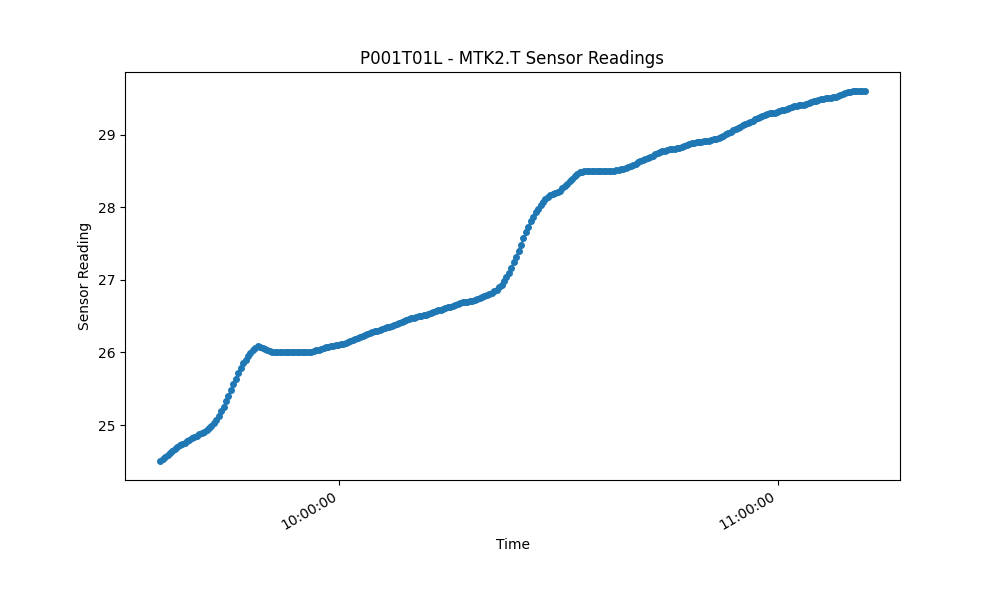 P001T01L - MTK2.T Sensor Readings
29
28
27
26
25
Sensor Reading
10:00:00
11:00:00
Time